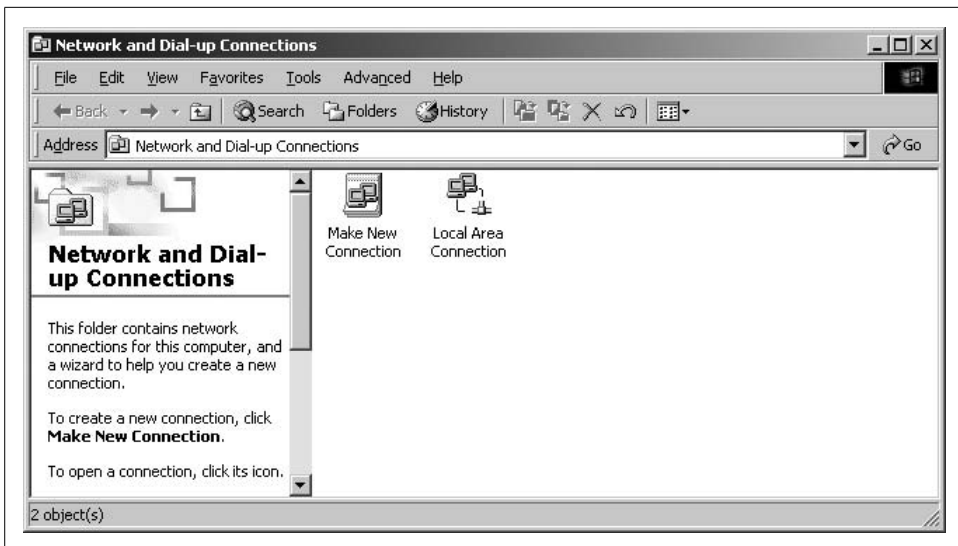 Network and Dial-up Connections
File Edit View Favorites Tools Advanced Help
Back Search Folders History
Address Network and Dial-up Connections Go
Network and Dial-
up Connections
This folder contains network
connections for this computer, and
a wizard to help you create a new
connection.
To create a new connection, click
Make New Connection.
To open a connection, click its icon.
Make New
Connection
Local Area
Connection
2 object(s)